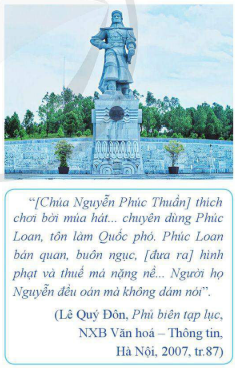 “[Chúa Nguyễn Phúc Thuần] thích
chơi bời múa hát... chuyên dùng Phúc
Loan, tôn làm Quốc phó. Phúc Loan
bán quan, buôn ngục, [đưa ra] hình
phạt và thuế má nặng nề... Người họ
Nguyễn đều oán mà không dám nói”.
(Lê Quý Đôn, Phủ biên tạp lục,
NXB Văn hoá – Thông tin,
Hà Nội, 2007, tr.87)